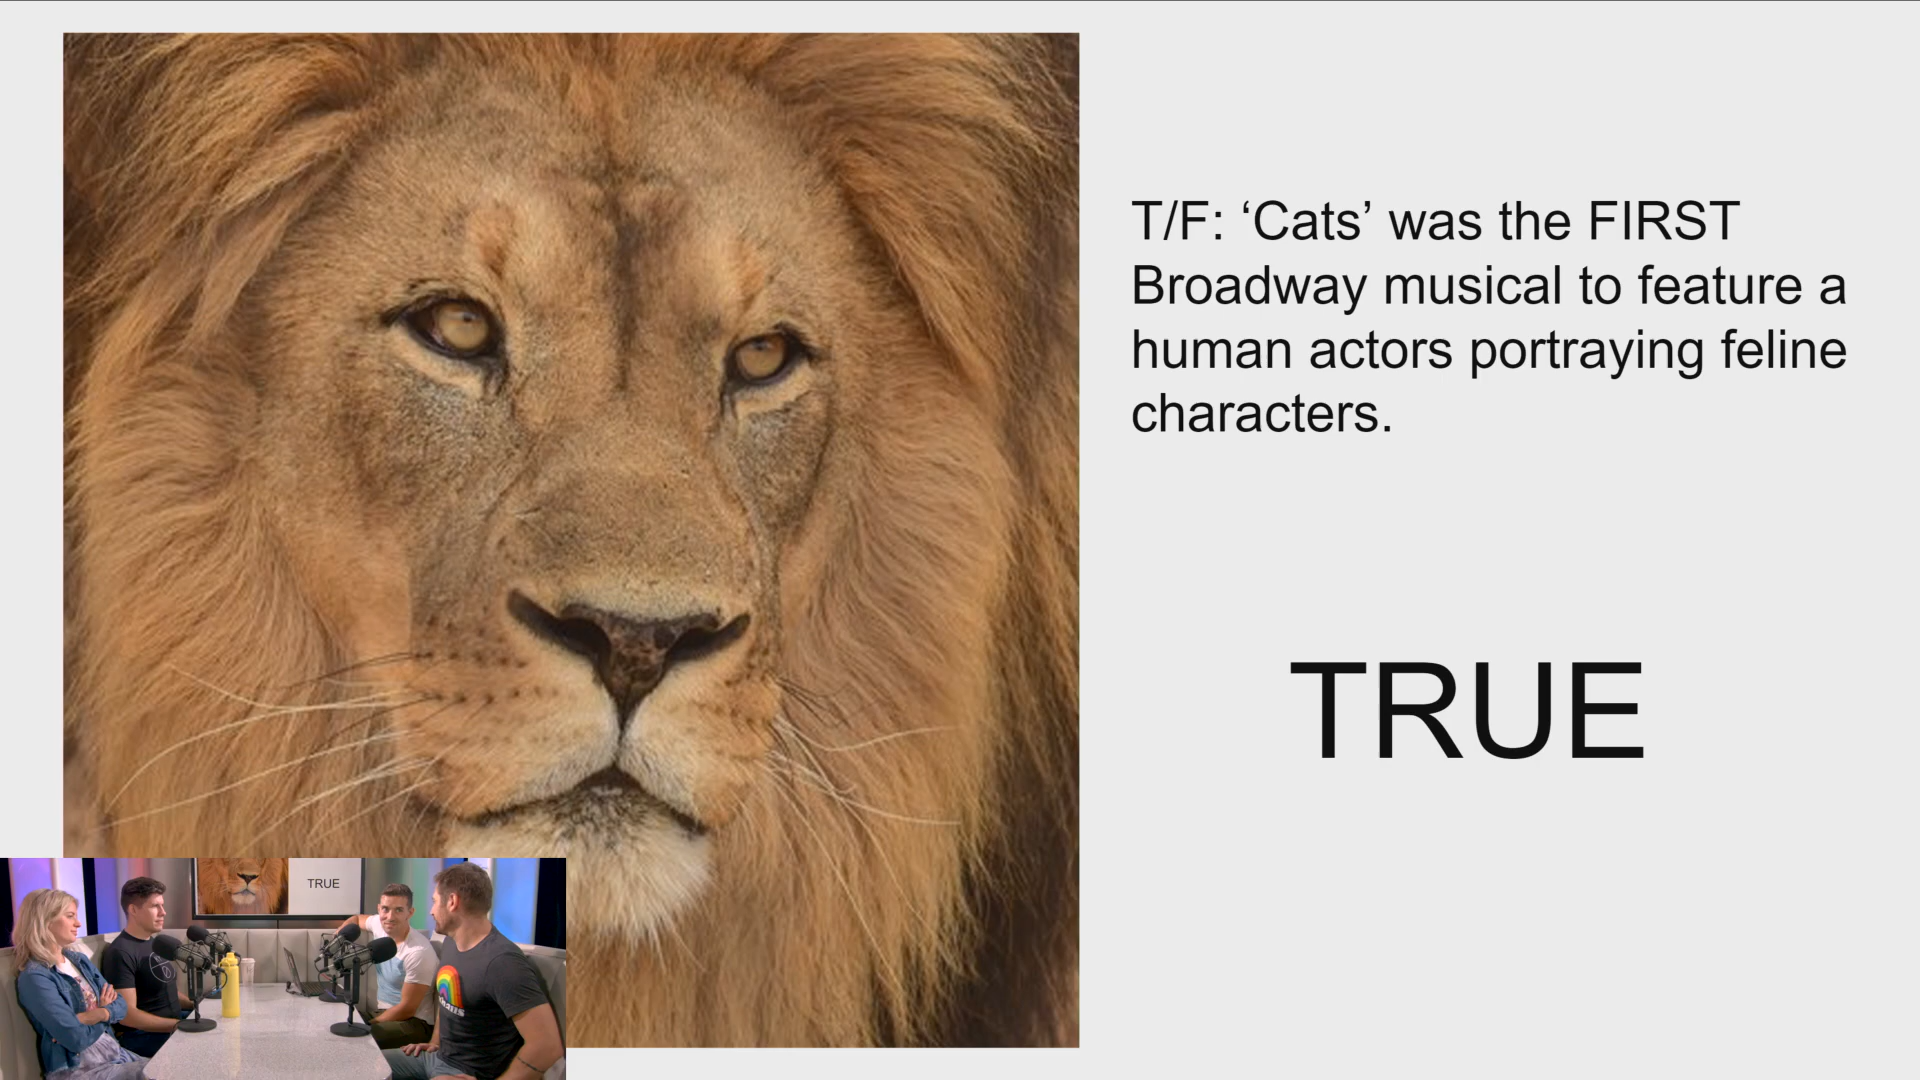 T/F: ‘Cats’ was the FIRST
Broadway musical to feature a
human actors portraying feline
characters.
TRUE
TRUE